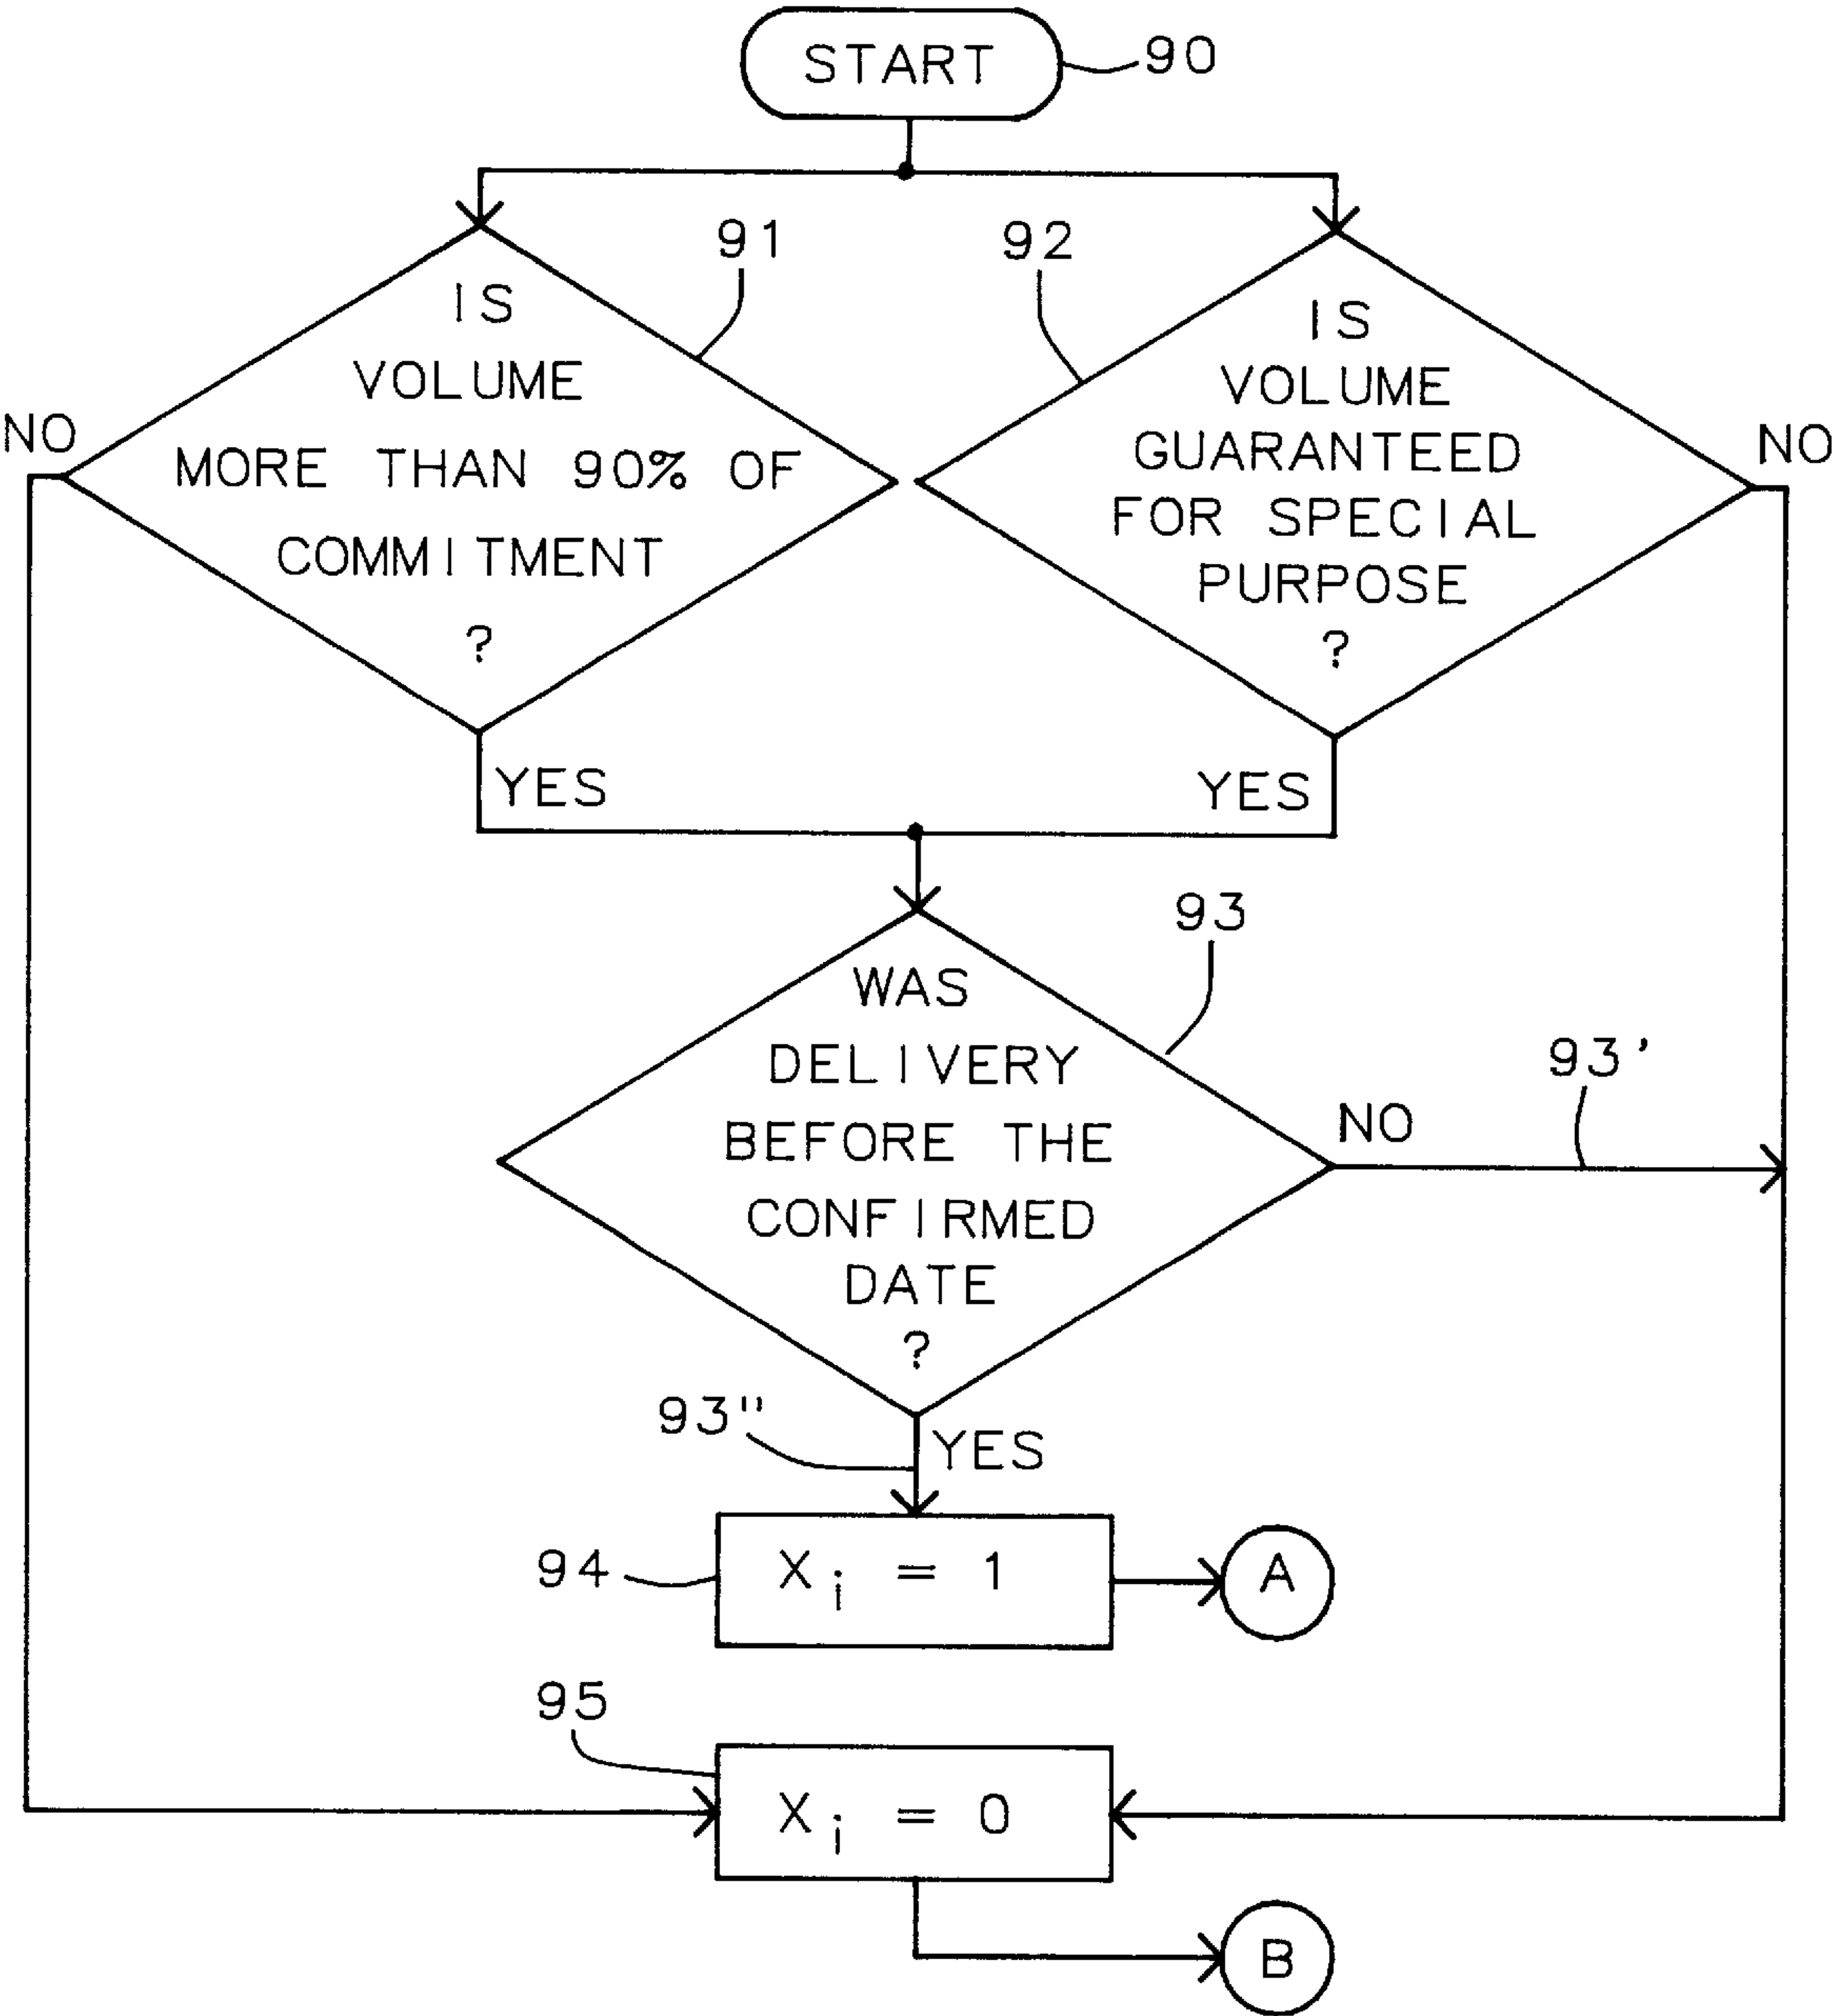 START
90
91
92
IS
VOLUME
MORE THAN 90% OF
COMMITMENT
?
IS
VOLUME
GUARANTEED
FOR SPECIAL
PURPOSE
?
NO
NO
YES
YES
93
WAS
DELIVERY
BEFORE THE
CONFIRMED
DATE
?
NO
93'
93"
YES
94
Xi = 1
A
95
Xi = 0
B